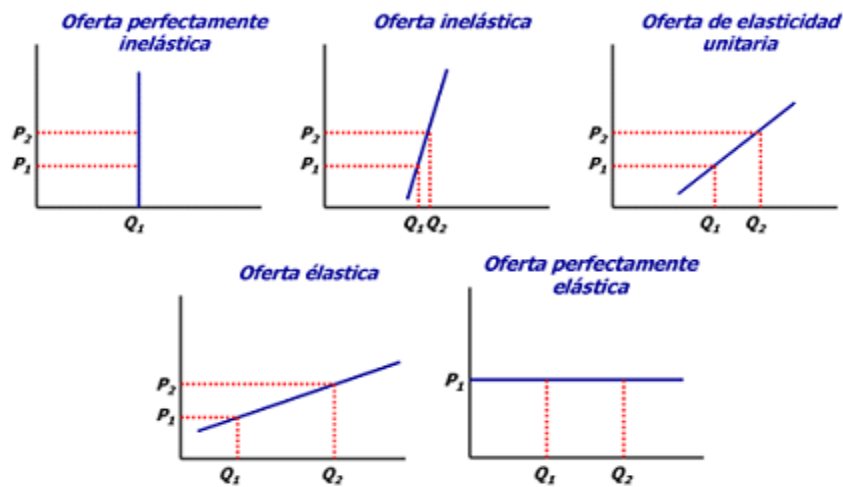 Oferta perfectamente
inelástica
P2
P1
Q1
Oferta inelástica
P2
P1
Q1 Q2
Oferta de elasticidad
unitaria
P2
P1
Q1 Q2
Oferta élastica
P2
P1
Q1 Q2
Oferta perfectamente
elástica
P1
Q1 Q2